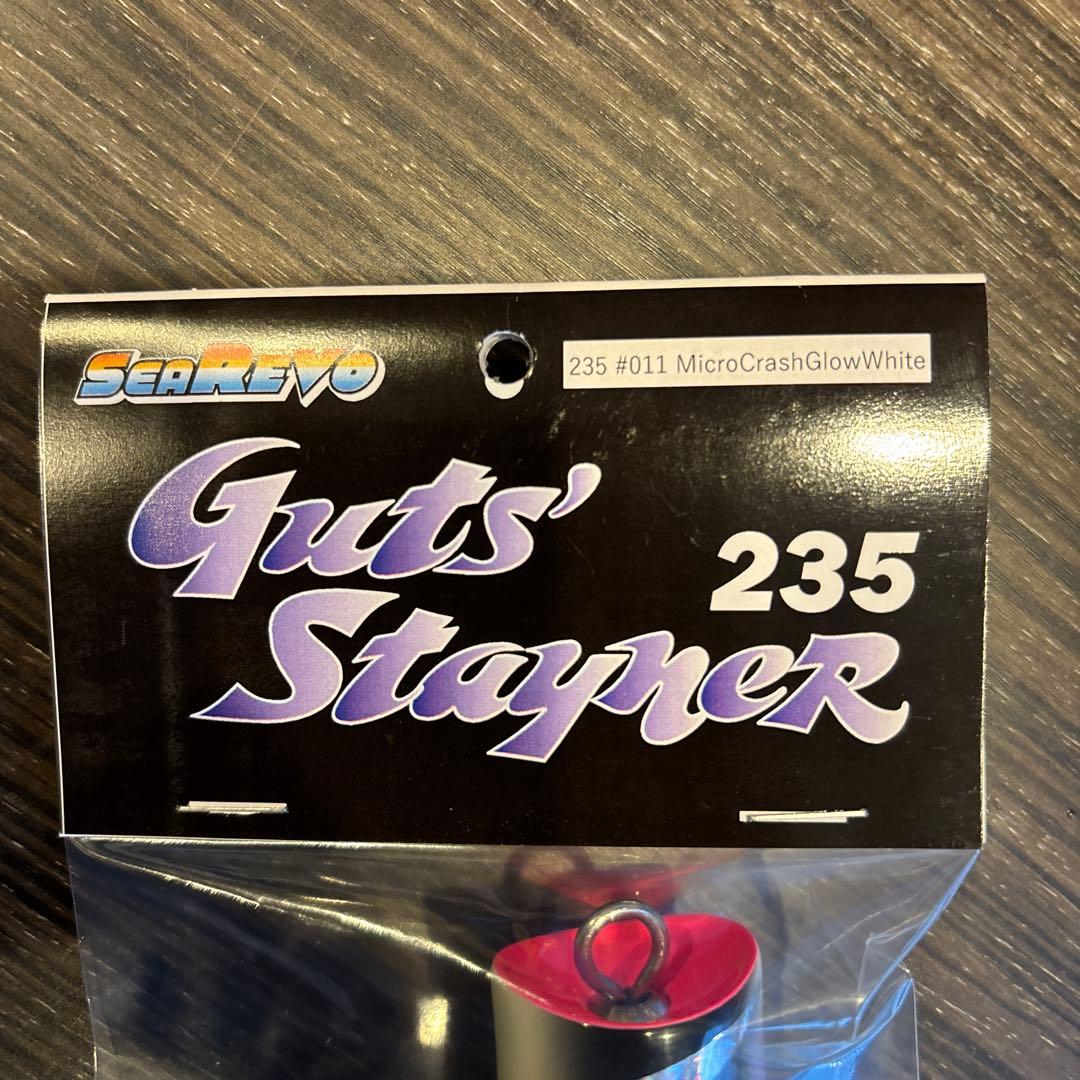 SEAREVO
235 #011 MicroCrashGlowWhite
Guts'
235
Stayner